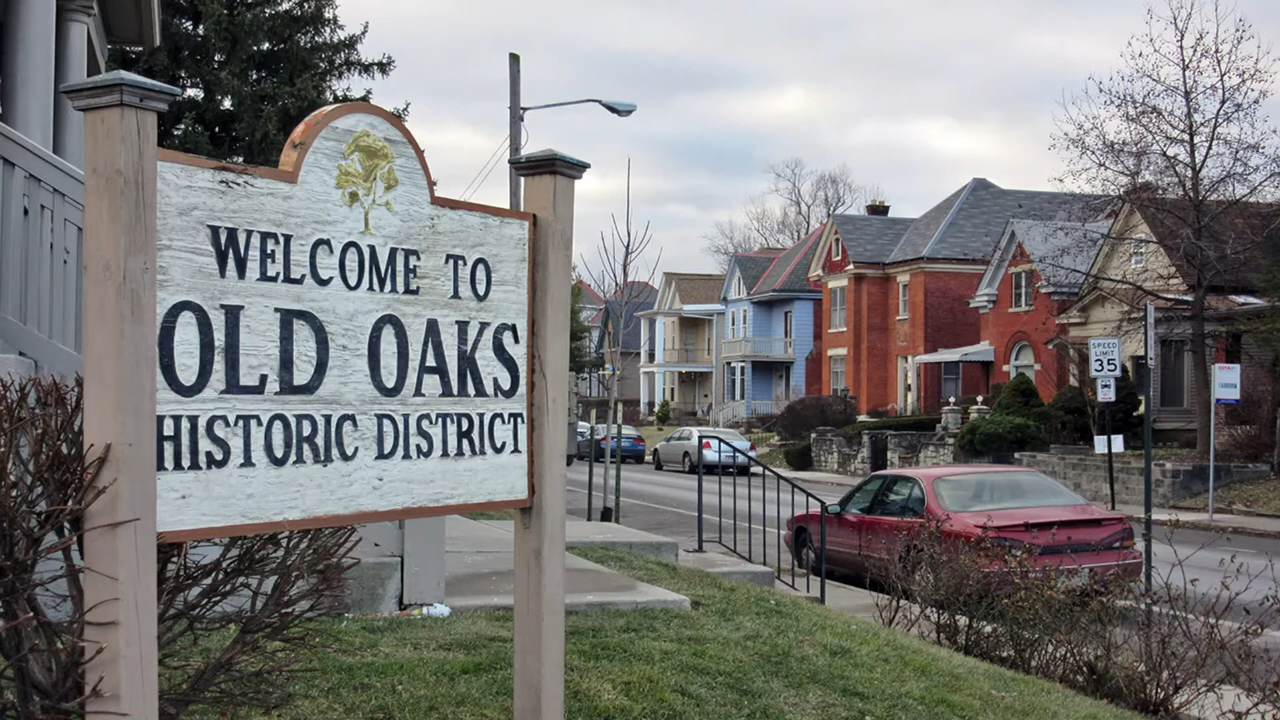 WELCOME TO
OLD OAKS
HISTORIC DISTRICT
SPEED
LIMIT
35